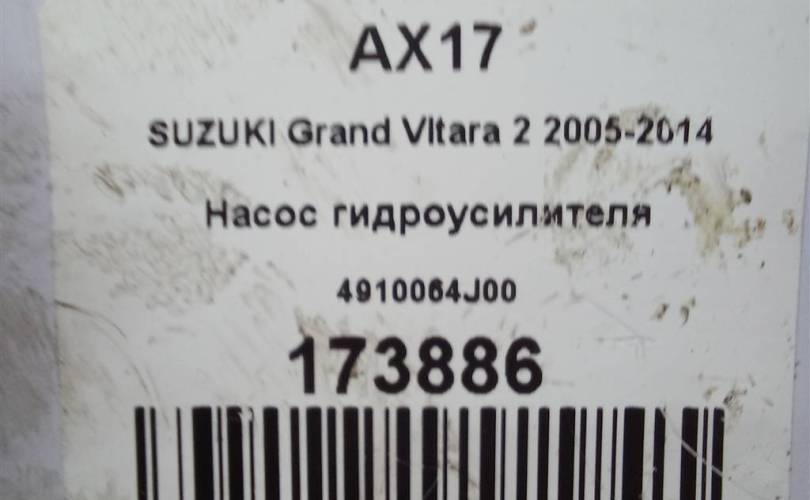 AX17
SUZUKI Grand VItara 2 2005-2014
Насос гидроусилителя
4910064J00
173886